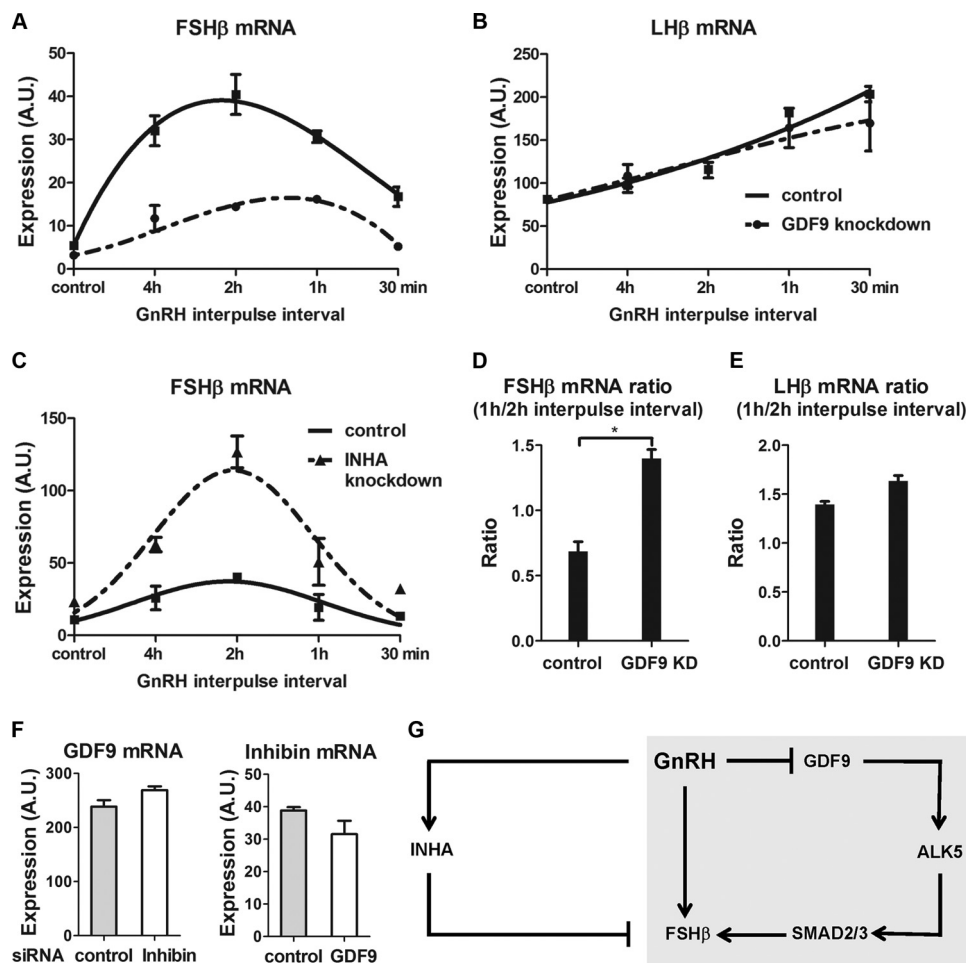 A
FSHβ mRNA
Expression (A.U.)
50
40
30
20
10
0
control
4h
2h
1h
30 min
GnRH interpulse interval
B
LHβ mRNA
Expression (A.U.)
250
200
150
100
50
0
control
GDF9 knockdown
control
4h
2h
1h
30 min
GnRH interpulse interval
C
FSHβ mRNA
Expression (A.U.)
150
100
50
0
control
INHA
knockdown
control
4h
2h
1h
30 min
GnRH interpulse interval
D
FSHβ mRNA ratio
(1h/2h interpulse interval)
Ratio
1.5
1.0
0.5
0.0
*
control
GDF9 KD
E
LHβ mRNA ratio
(1h/2h interpulse interval)
Ratio
2.0
1.5
1.0
0.5
0.0
control
GDF9 KD
F
GDF9 mRNA
Expression (A.U.)
300
200
100
0
siRNA
control
Inhibin
Inhibin mRNA
Expression (A.U.)
50
40
30
20
10
0
control
GDF9
G
GnRH
GDF9
INHA
ALK5
FSHβ
SMAD2/3